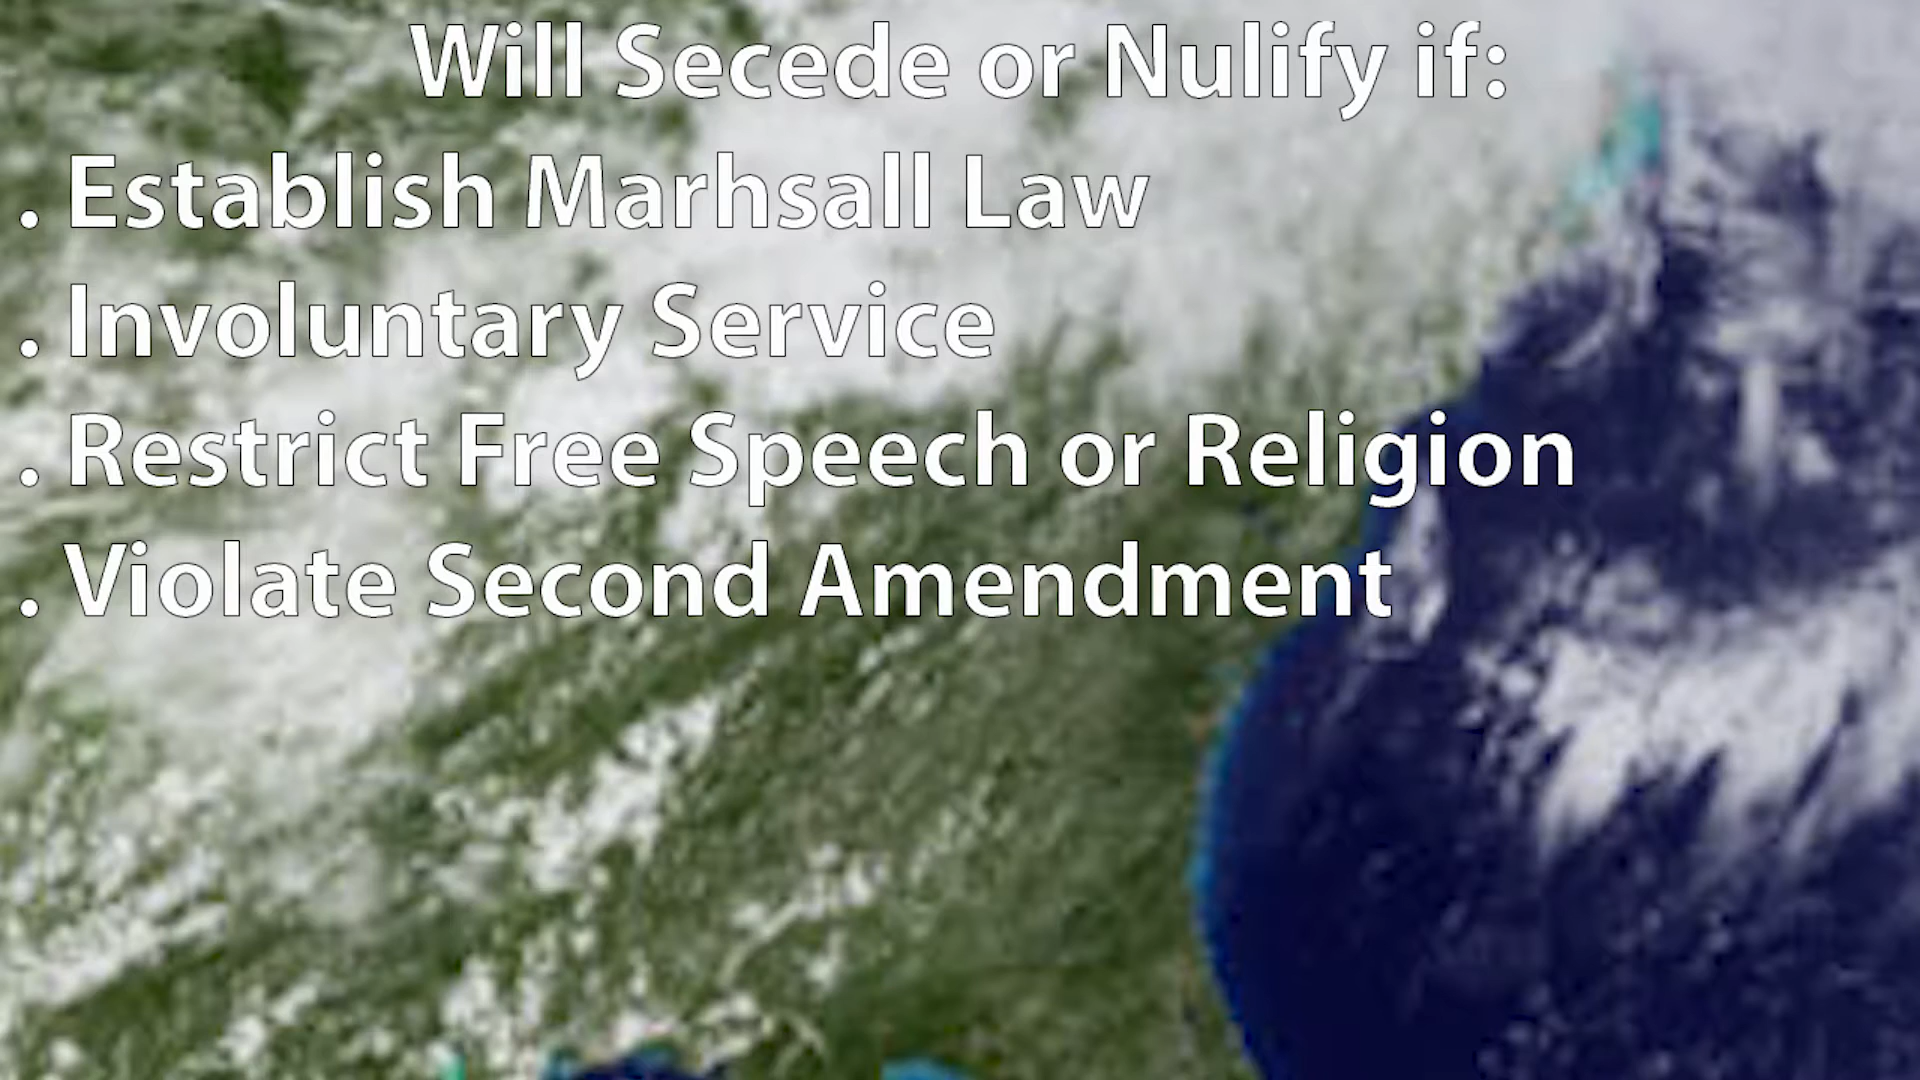 Will Secede or Nulify if:
. Establish Marhsall Law
. Involuntary Service
. Restrict Free Speech or Religion
. Violate Second Amendment